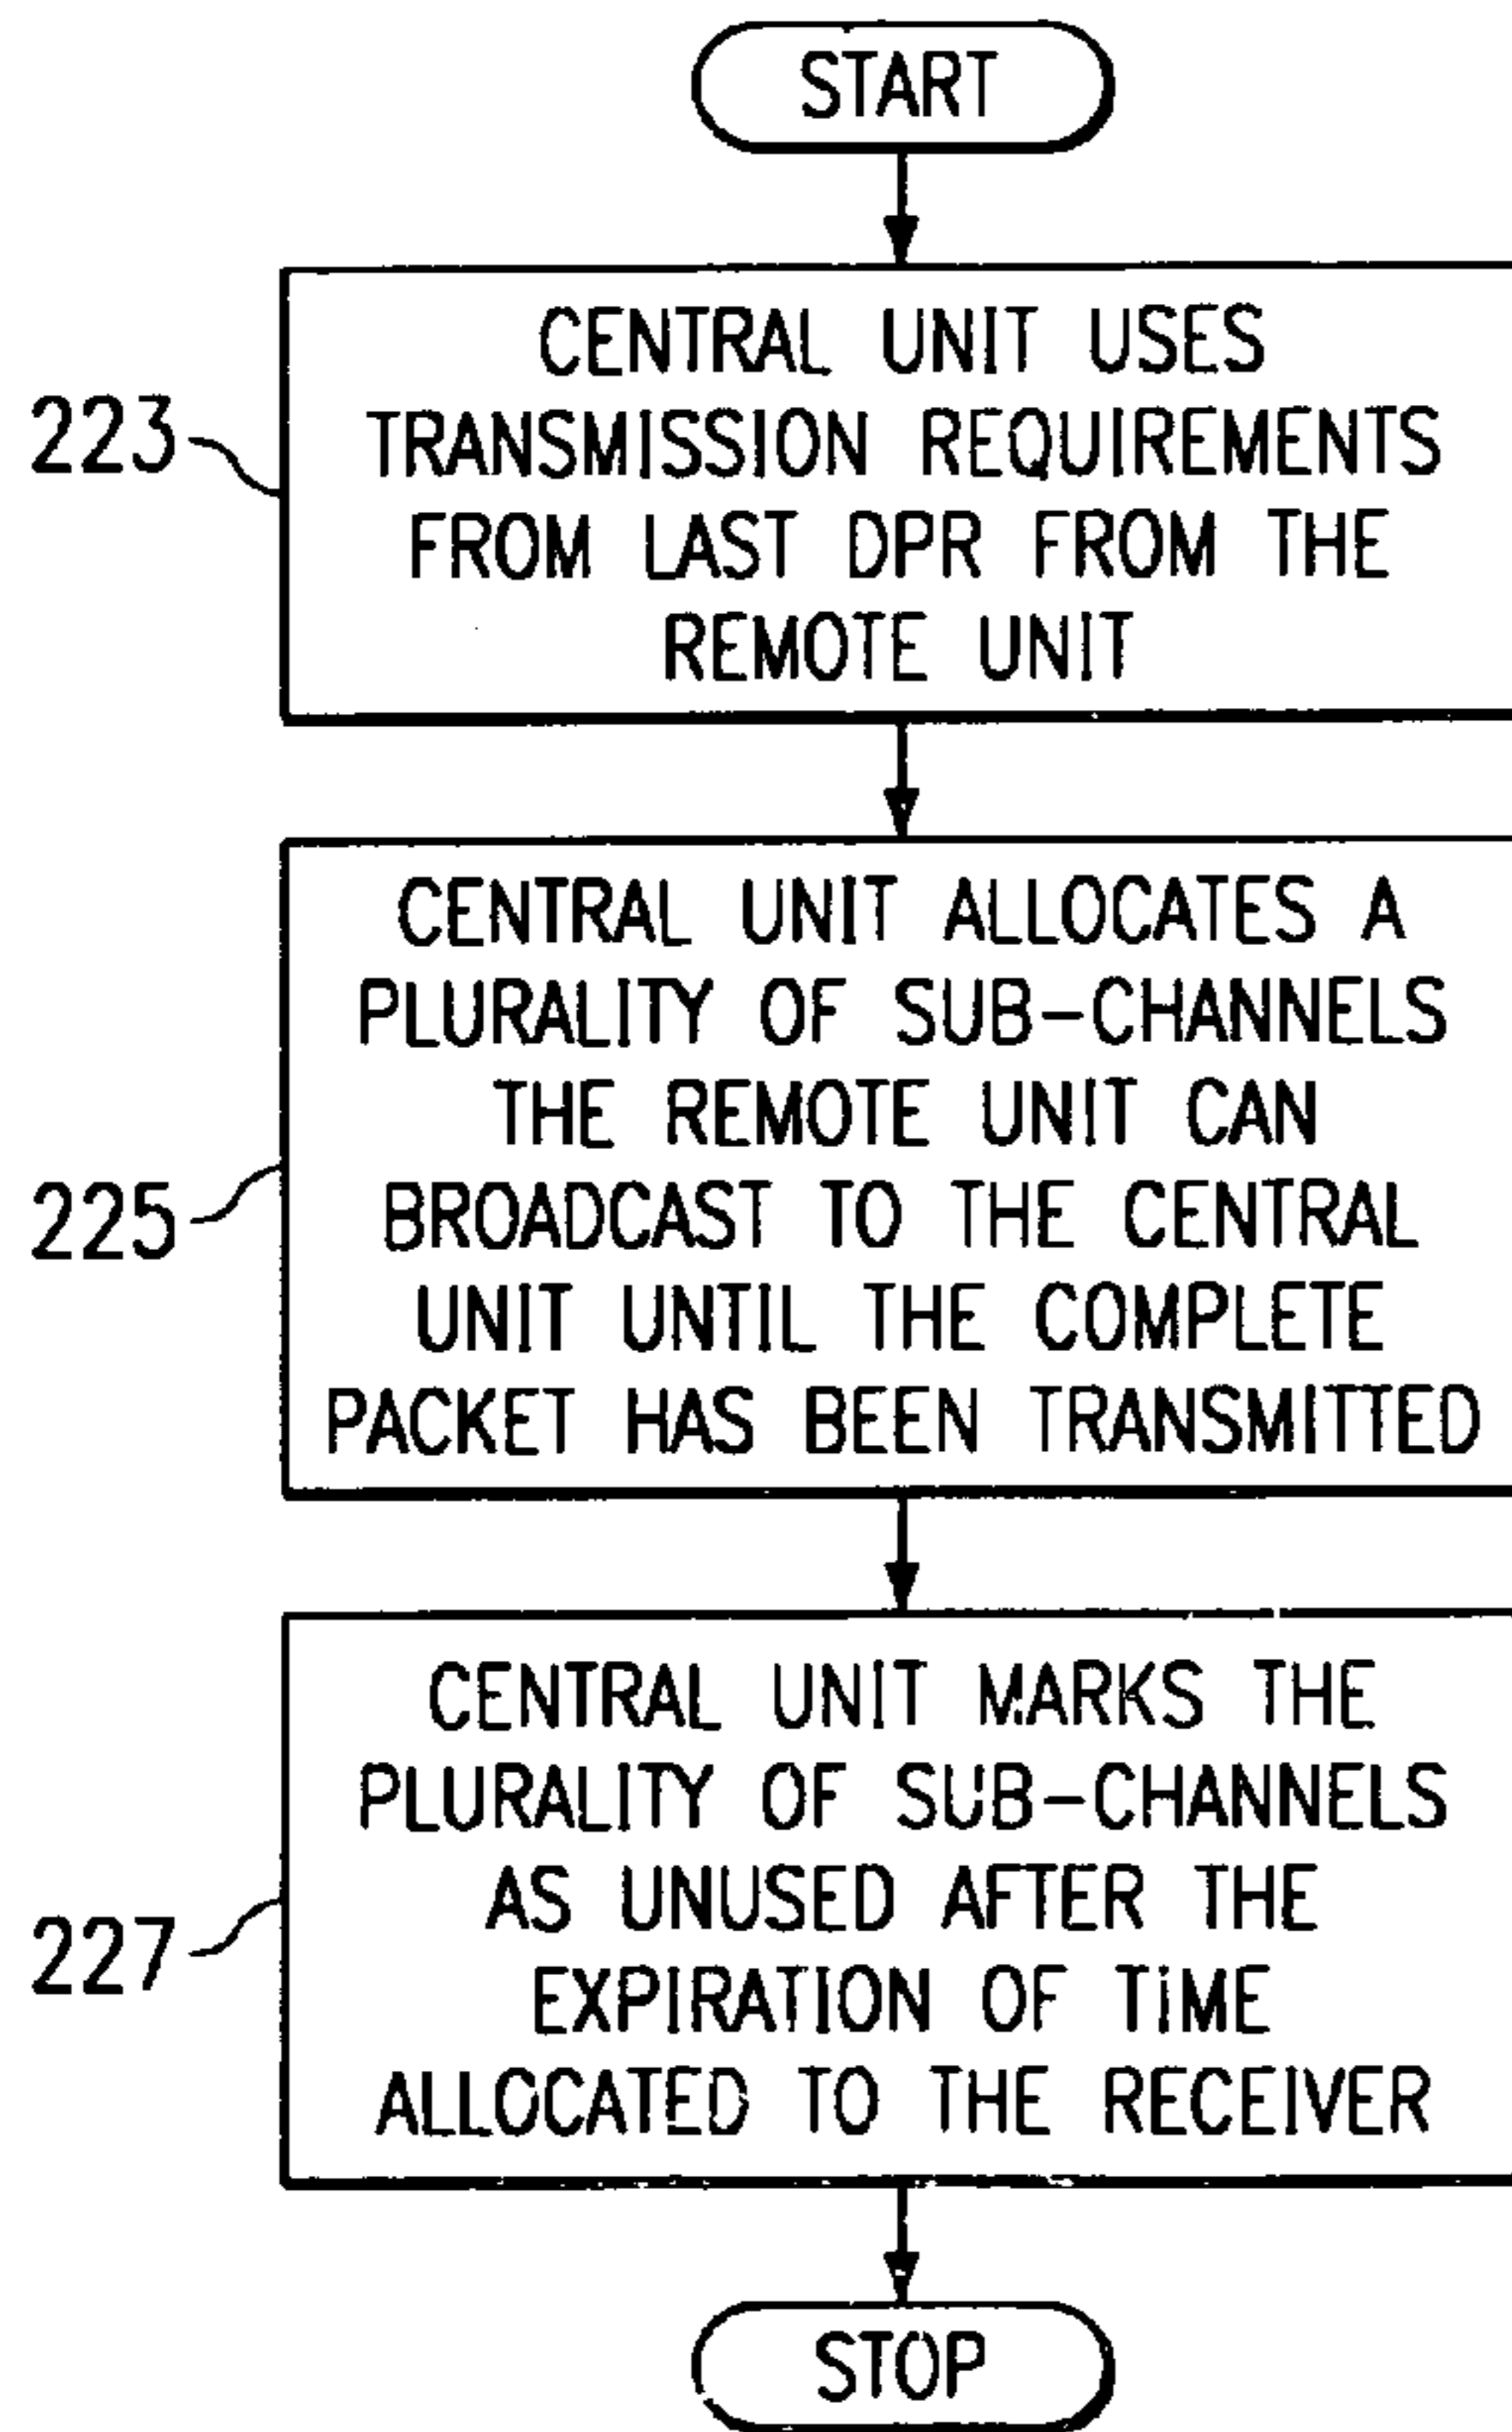 START
CENTRAL UNIT USES
TRANSMISSION REQUIREMENTS
FROM LAST DPR FROM THE
REMOTE UNIT
223
CENTRAL UNIT ALLOCATES A
PLURALITY OF SUB-CHANNELS
THE REMOTE UNIT CAN
BROADCAST TO THE CENTRAL
UNIT UNTIL THE COMPLETE
PACKET HAS BEEN TRANSMITTED
225
CENTRAL UNIT MARKS THE
PLURALITY OF SUB-CHANNELS
AS UNUSED AFTER THE
EXPIRATION OF TIME
ALLOCATED TO THE RECEIVER
227
STOP